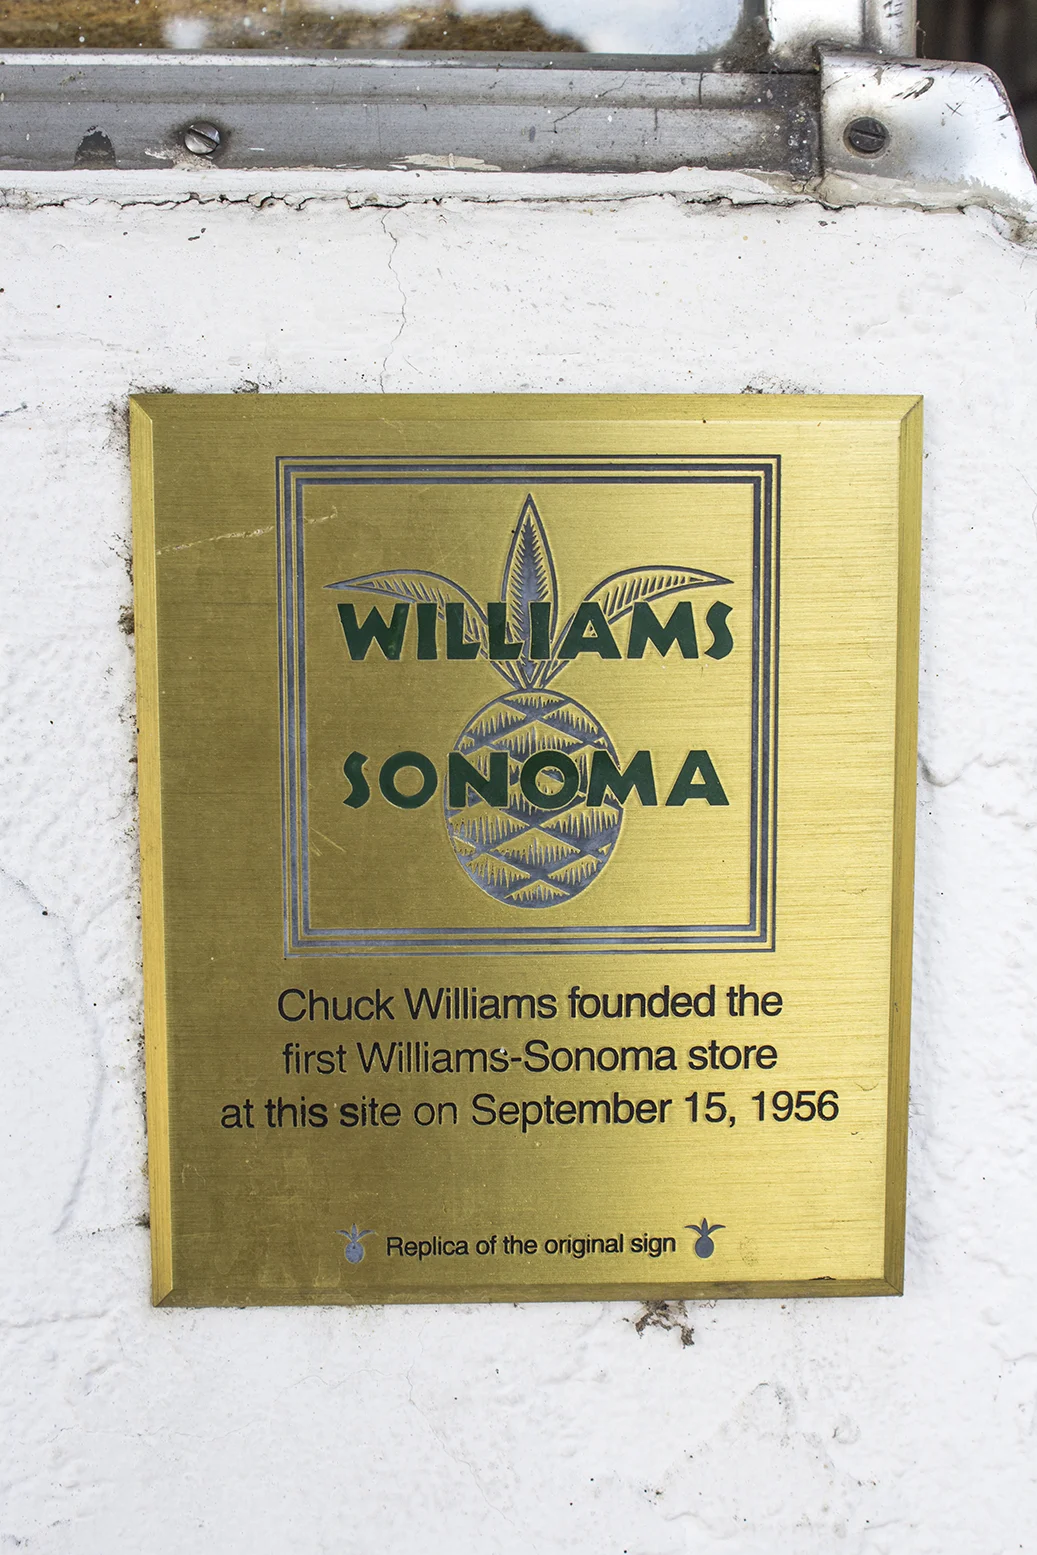 WILLIAMS
SONOMA
Chuck Williams founded the
first Williams-Sonoma store
at this site on September 15, 1956
Replica of the original sign